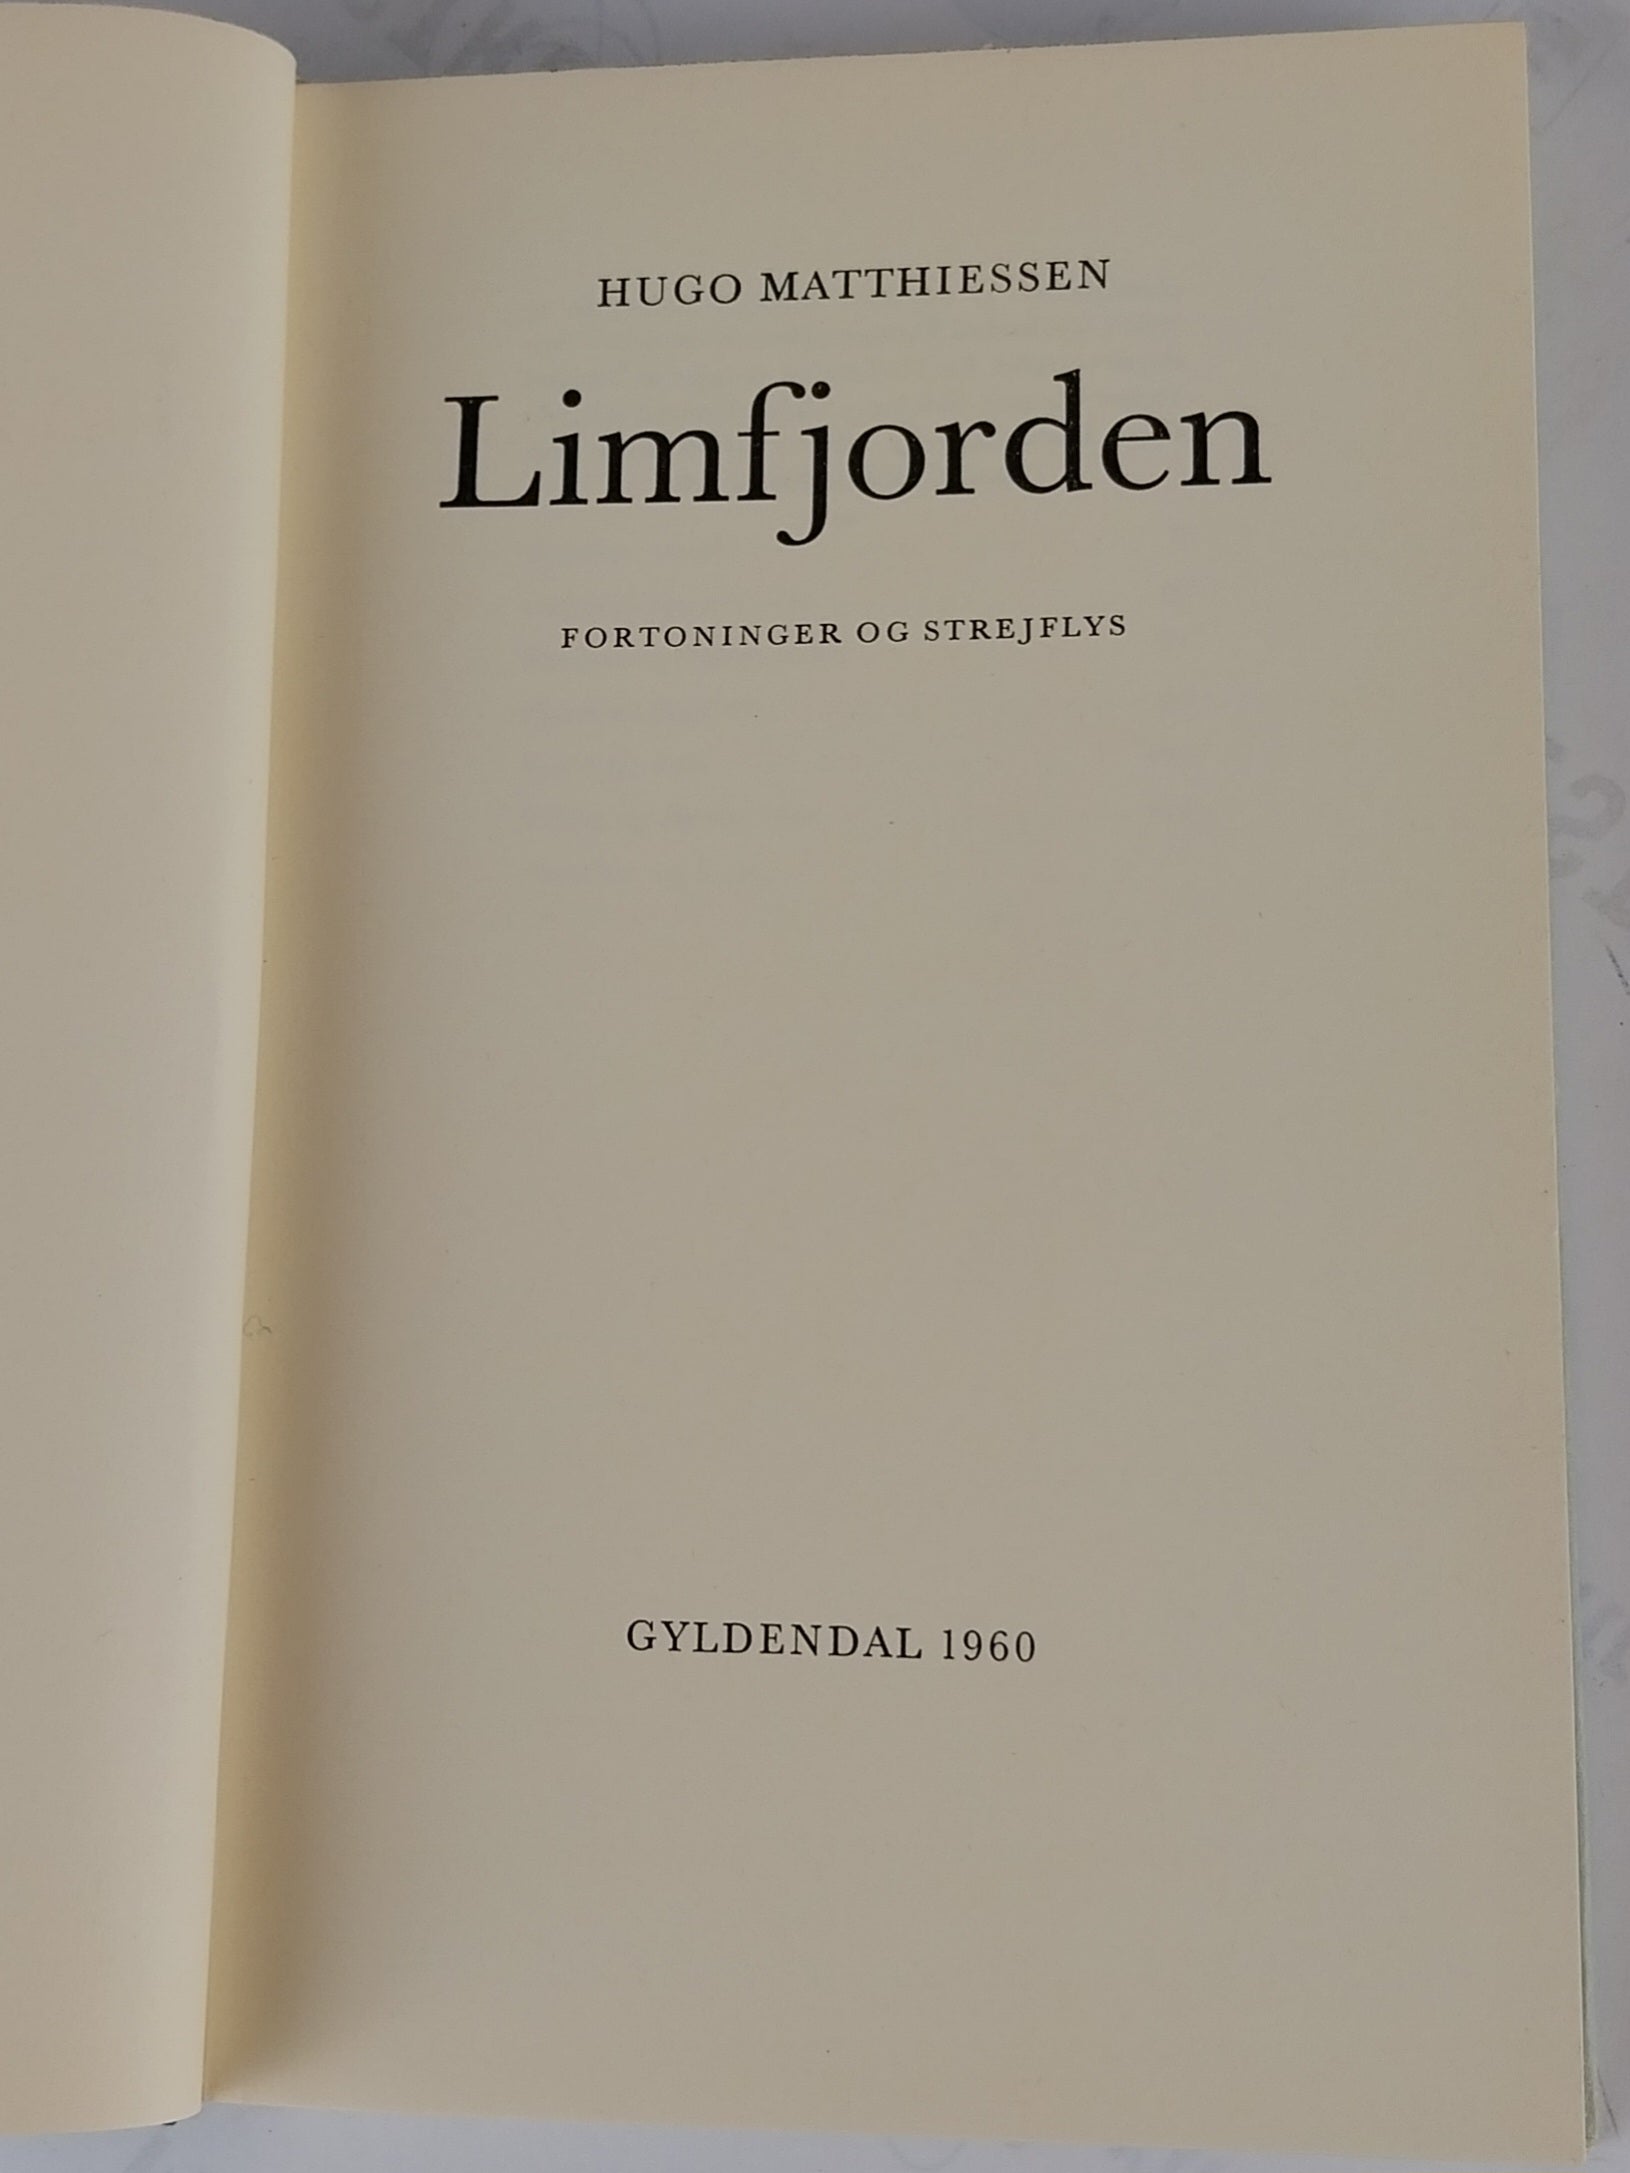 HUGO MATTHIESSEN
Limfjorden
FORTONINGER OG STREJFLYS
GYLDENDAL 1960